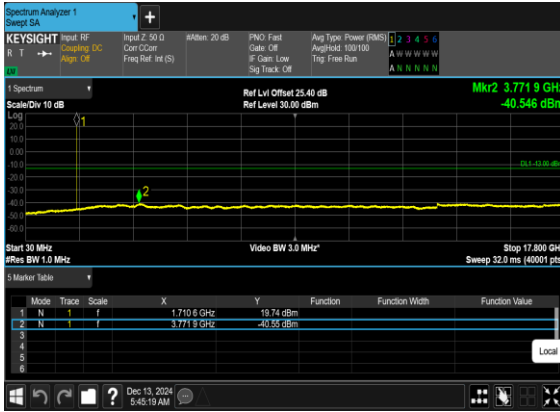 Spectrum Analyzer 1
Swept SA
+
KEYSIGHT
R T
Input: RF
Coupling: DC
Align: Off
Input Z: 50 Ω
Corr CCorr
Freq Ref: Int (S)
#Atten: 20 dB
PNO: Fast
Gate: Off
IF Gain: Low
Sig Track: Off
Avg Type: Power (RMS)
Avg|Hold: 100/100
Trig: Free Run
1 2 3 4 5 6
A W W W W W
A N N N N N
1 Spectrum
Scale/Div 10 dB
Ref Lvl Offset 25.40 dB
Ref Level 30.00 dBm
Mkr2 3.771 9 GHz
-40.546 dBm
Log
20.0
10.0
0.00
-10.0
-20.0
-30.0
-40.0
-50.0
-60.0
1
2
DL1 -13.00 dBm
Start 30 MHz
#Res BW 1.0 MHz
Video BW 3.0 MHz*
Stop 17.800 GHz
Sweep 32.0 ms (40001 pts)
5 Marker Table
Mode Trace Scale X Y Function Function Width Function Value
1 N 1 f 1.710 6 GHz 19.74 dBm
2 N 1 f 3.771 9 GHz -40.55 dBm
3
4
5
6
Local
?
Dec 13, 2024
5:45:19 AM